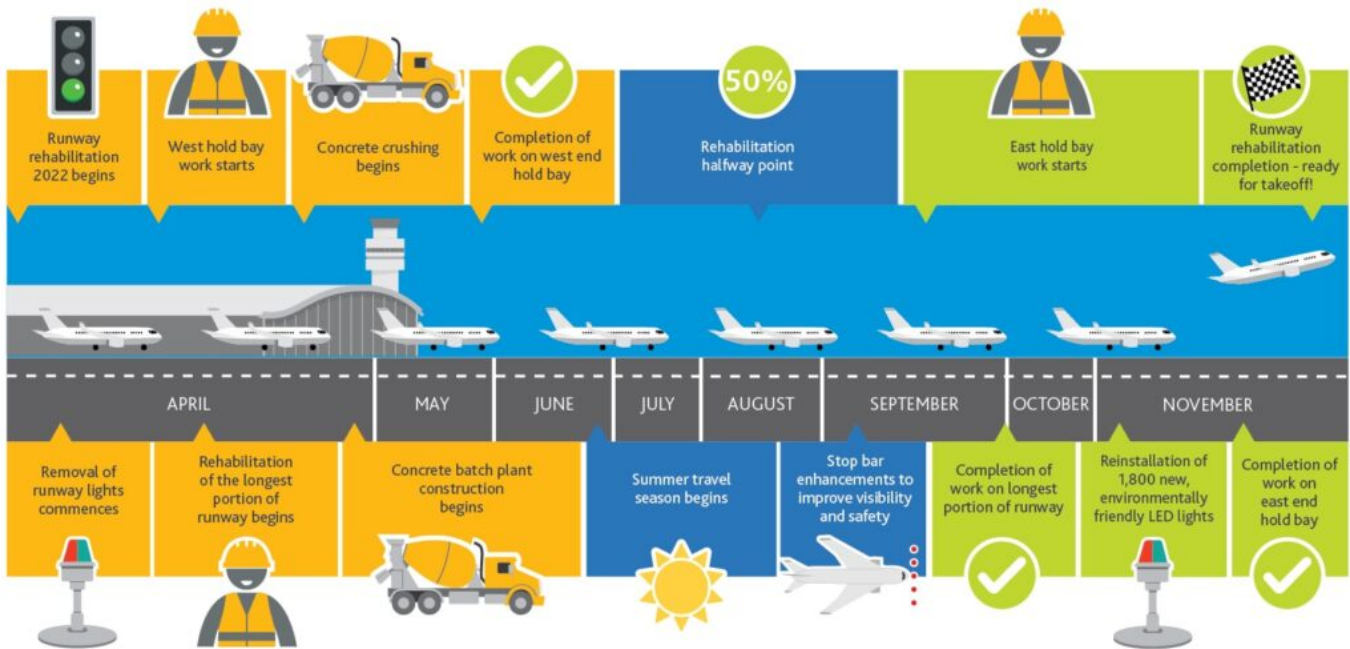 Runway
rehabilitation
2022 begins
West hold bay
work starts
Concrete crushing
begins
Completion of
work on west end
hold bay
50%
Rehabilitation
halfway point
East hold bay
work starts
Runway
rehabilitation
completion - ready
for takeoff!
APRIL
MAY
JUNE
JULY
AUGUST
SEPTEMBER
OCTOBER
NOVEMBER
Removal of
runway lights
commences
Rehabilitation
of the longest
portion of
runway begins
Concrete batch plant
construction
begins
Summer travel
season begins
Stop bar
enhancements to
improve visibility
and safety
Completion of
work on longest
portion of runway
Reinstallation of
1,800 new,
environmentally
friendly LED lights
Completion of
work on
east end
hold bay